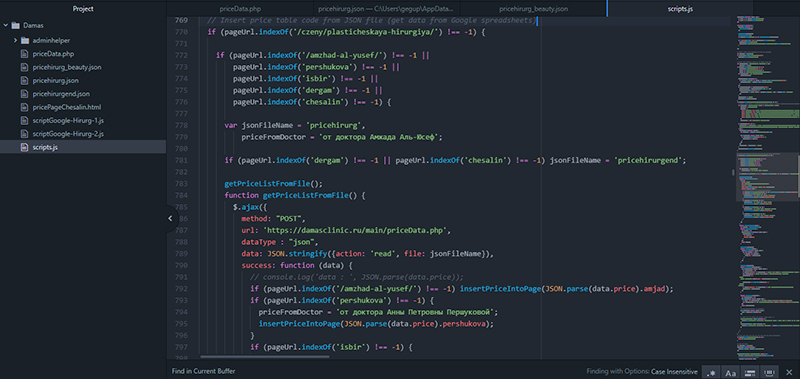 Project
priceData.php
pricehirurg.json — C:\Users\gegup\AppData...
pricehirurg_beauty.json
scripts.js
Damas
adminhelper
priceData.php
pricehirurg_beauty.json
pricehirurg.json
pricehirurgend.json
pricePageChesalin.html
scriptGoogle-Hirurg-1.js
scriptGoogle-Hirurg-2.js
scripts.js
769 // Insert price table code from JSON file (get data from Google spreadsheets)
770 if (pageUrl.indexOf('/czeny/plasticheskaya-hirurgiya/') !== -1) {
771
772 if (pageUrl.indexOf('/amzhad-al-yusef/') !== -1 ||
773 pageUrl.indexOf('pershukova') !== -1 ||
774 pageUrl.indexOf('isbir') !== -1 ||
775 pageUrl.indexOf('dergam') !== -1 ||
776 pageUrl.indexOf('chesalin') !== -1) {
777
778 var jsonFileName = 'pricehirurg',
779 priceFromDoctor = 'от доктора Амжада Аль-Юсеф';
780
781 if (pageUrl.indexOf('dergam') !== -1 || pageUrl.indexOf('chesalin') !== -1) jsonFileName = 'pricehirurgend';
782
783 getPriceListFromFile();
784 function getPriceListFromFile() {
785 $.ajax({
786 method: "POST",
787 url: 'https://damasclinic.ru/main/priceData.php',
788 dataType : "json",
789 data: JSON.stringify({action: 'read', file: jsonFileName}),
790 success: function (data) {
791 // console.log('data : ', JSON.parse(data.price));
792 if (pageUrl.indexOf('/amzhad-al-yusef/') !== -1) insertPriceIntoPage(JSON.parse(data.price).amjad);
793 if (pageUrl.indexOf('pershukova') !== -1) {
794 priceFromDoctor = 'от доктора Анны Петровны Першуковой';
795 insertPriceIntoPage(JSON.parse(data.price).pershukova);
796 }
797 if (pageUrl.indexOf('isbir') !== -1) {
Find in Current Buffer
Finding with Options: Case Insensitive
.*
Aa